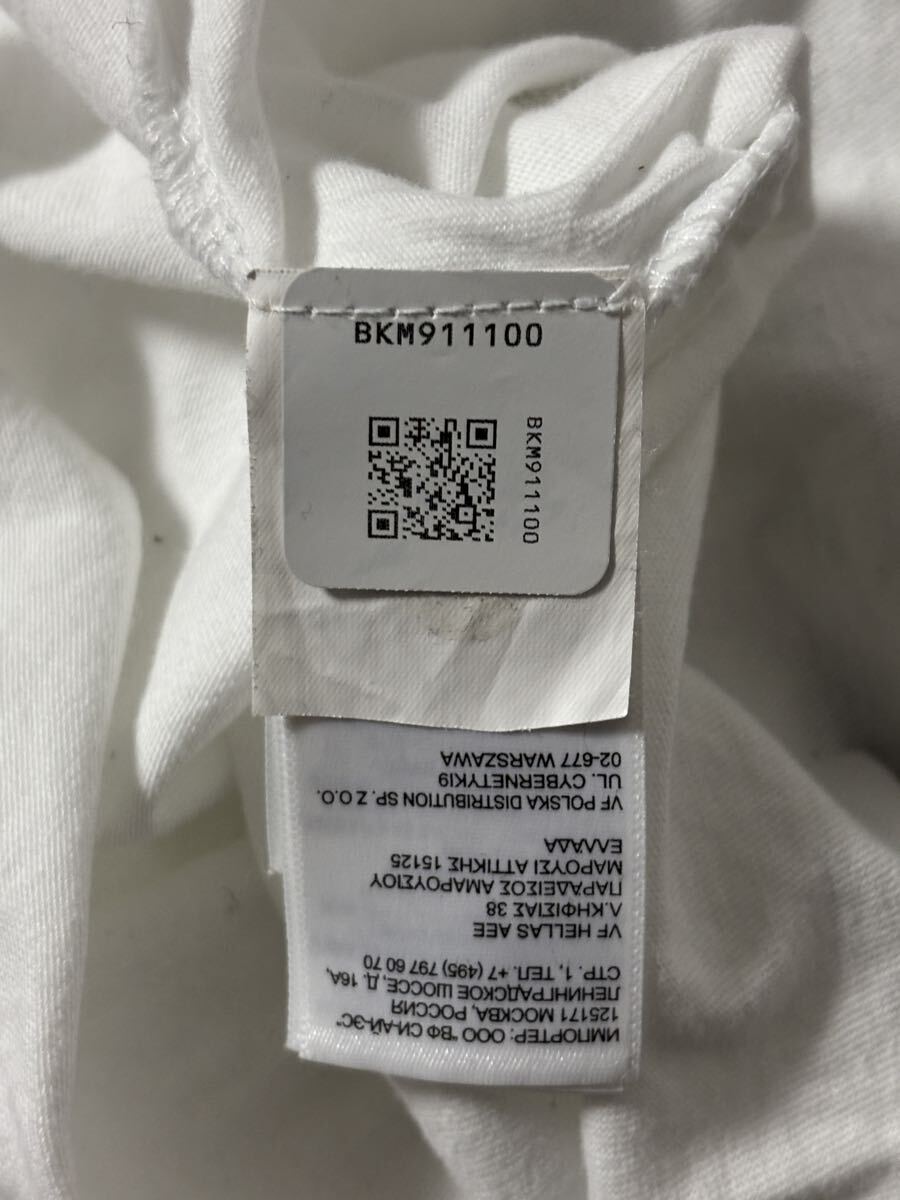 BKM911100
BKM911100
ИМПОРТЕР: ООО "ВФ СИ-АЙ-ЭС"
125171 МОСКВА, РОССИЯ
ЛЕНИНГРАДСКОЕ ШОССЕ, Д. 16А,
СТР. 1, ТЕЛ. +7 (495) 797 60 70
VF HELLAS AEE
Λ.ΚΗΦΙΣΙΑΣ 38
ΠΑΡΑΔΕΙΣΟΣ ΑΜΑΡΟΥΣΙΟΥ
ΜΑΡΟΥΣΙ ΑΤΤΙΚΗΣ 15125
ΕΛΛΑΔΑ
VF POLSKA DISTRIBUTION SP. Z O.O.
UL. CYBERNETYKI9
02-677 WARSZAWA